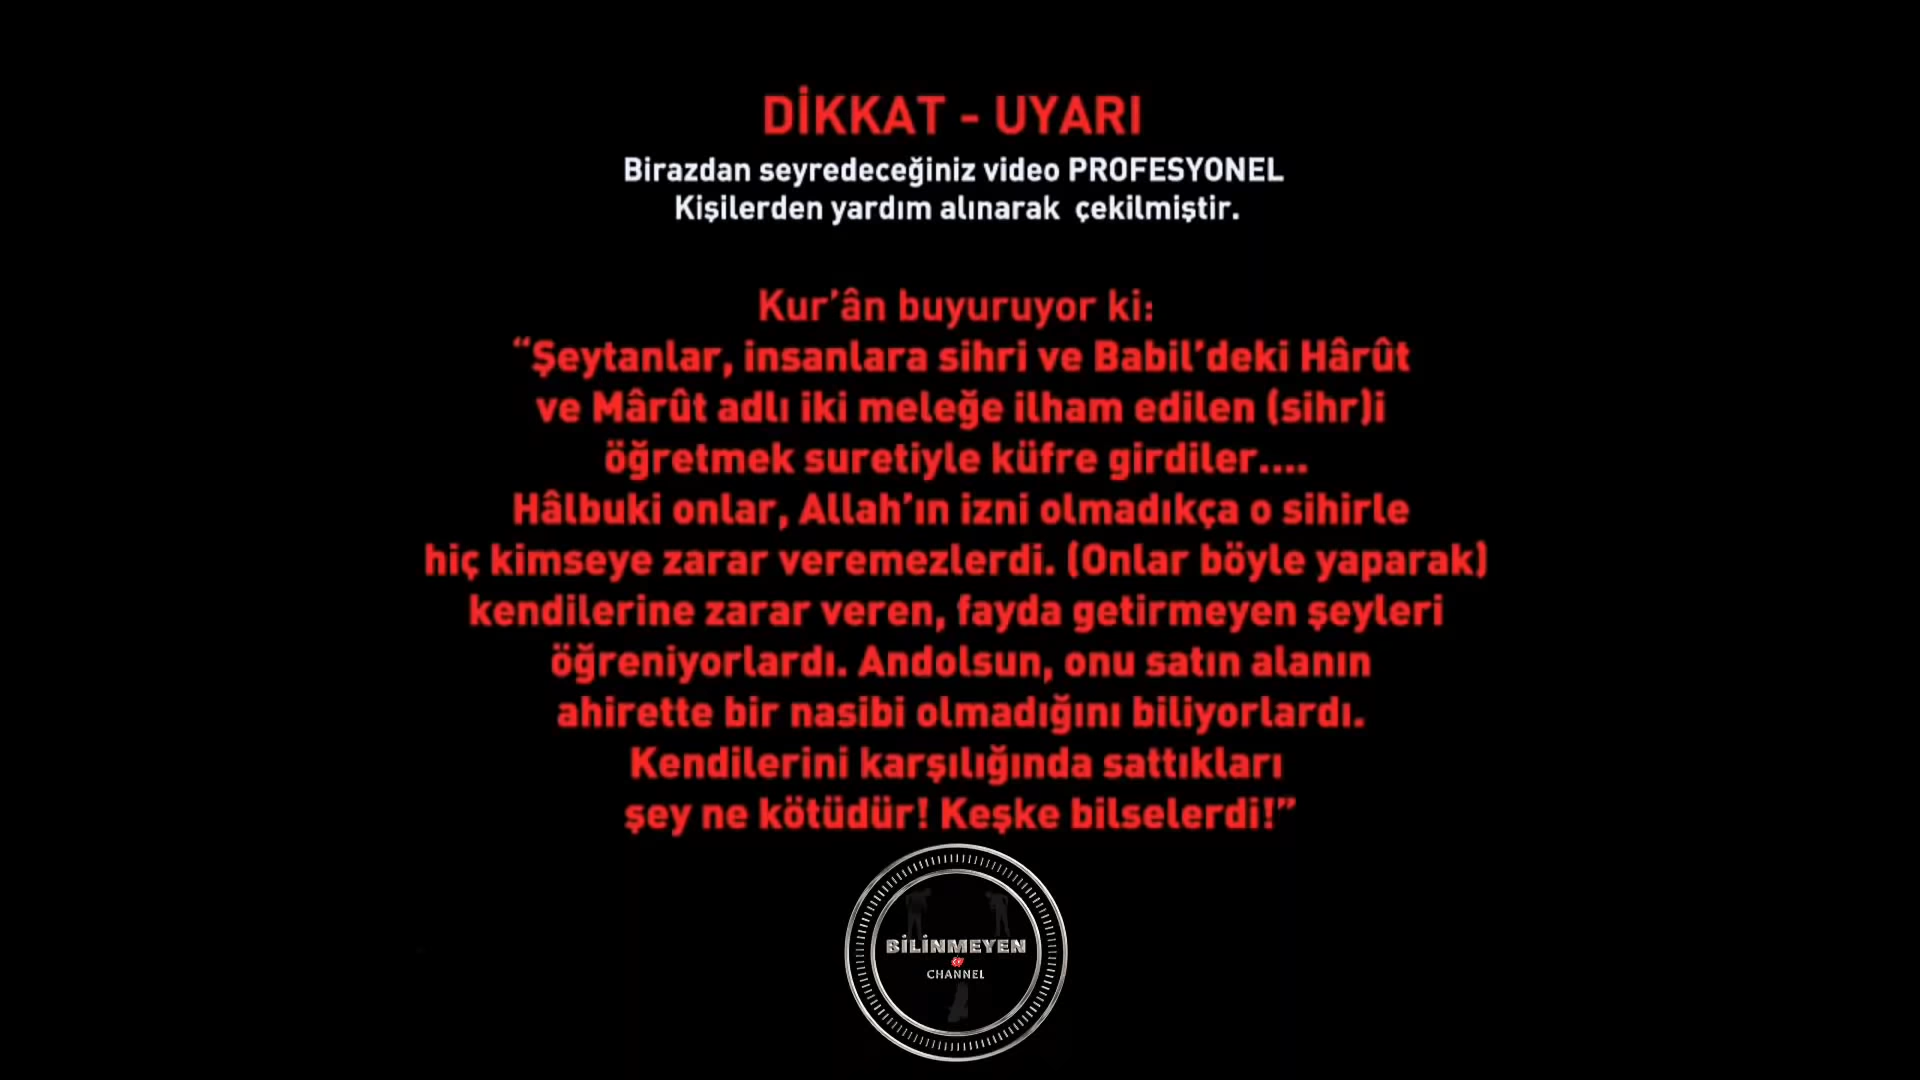 DİKKAT - UYARI
Birazdan seyredeceğiniz video PROFESYONEL
Kişilerden yardım alınarak çekilmiştir.
Kur’ân buyuruyor ki:
“Şeytanlar, insanlara sihri ve Babil’deki Hârût
ve Mârût adlı iki meleğe ilham edilen (sihr)i
öğretmek suretiyle küfre girdiler....
Hâlbuki onlar, Allah’ın izni olmadıkça o sihirle
hiç kimseye zarar veremezlerdi. (Onlar böyle yaparak)
kendilerine zarar veren, fayda getirmeyen şeyleri
öğreniyorlardı. Andolsun, onu satın alanın
ahirette bir nasibi olmadığını biliyorlardı.
Kendilerini karşılığında sattıkları
şey ne kötüdür! Keşke bilselerdi!”
BİLİNMEYEN
CHANNEL